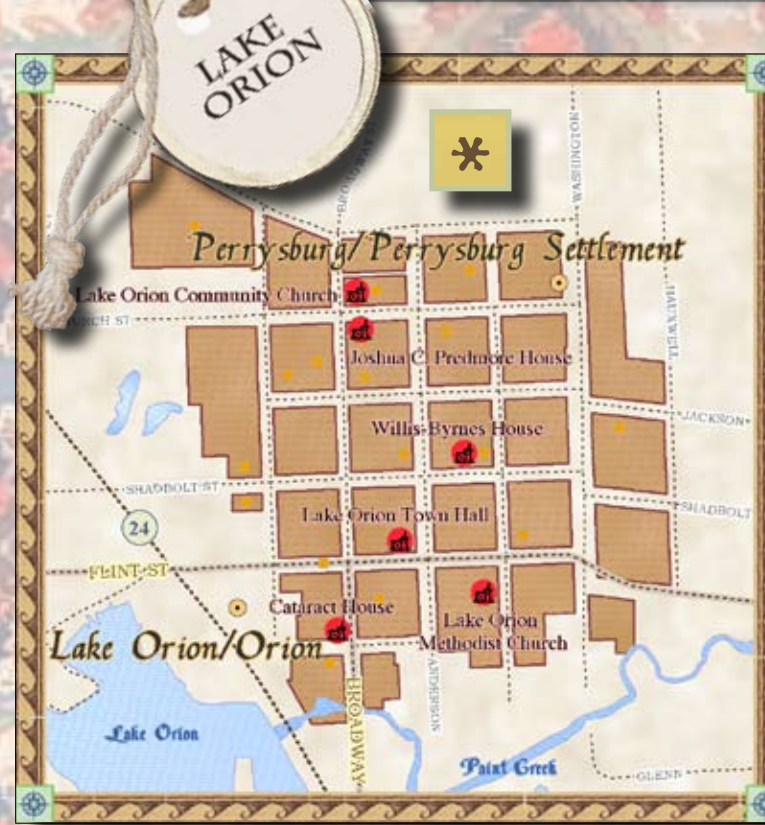 LAKE
ORION
BROADWAY ST
WASHINGTON
*
Perrysburg/Perrysburg Settlement
Lake Orion Community Church
Joshua C. Predmore House
JACKSON
Willis-Byrnes House
SHADBOLT ST
SHADBOLT
Lake Orion Town Hall
24
FLINT ST
Cataract House
Lake Orion
Methodist Church
Lake Orion/Orion
ANDERSON
BROADWAY
Lake Orion
Paint Creek
GLENN